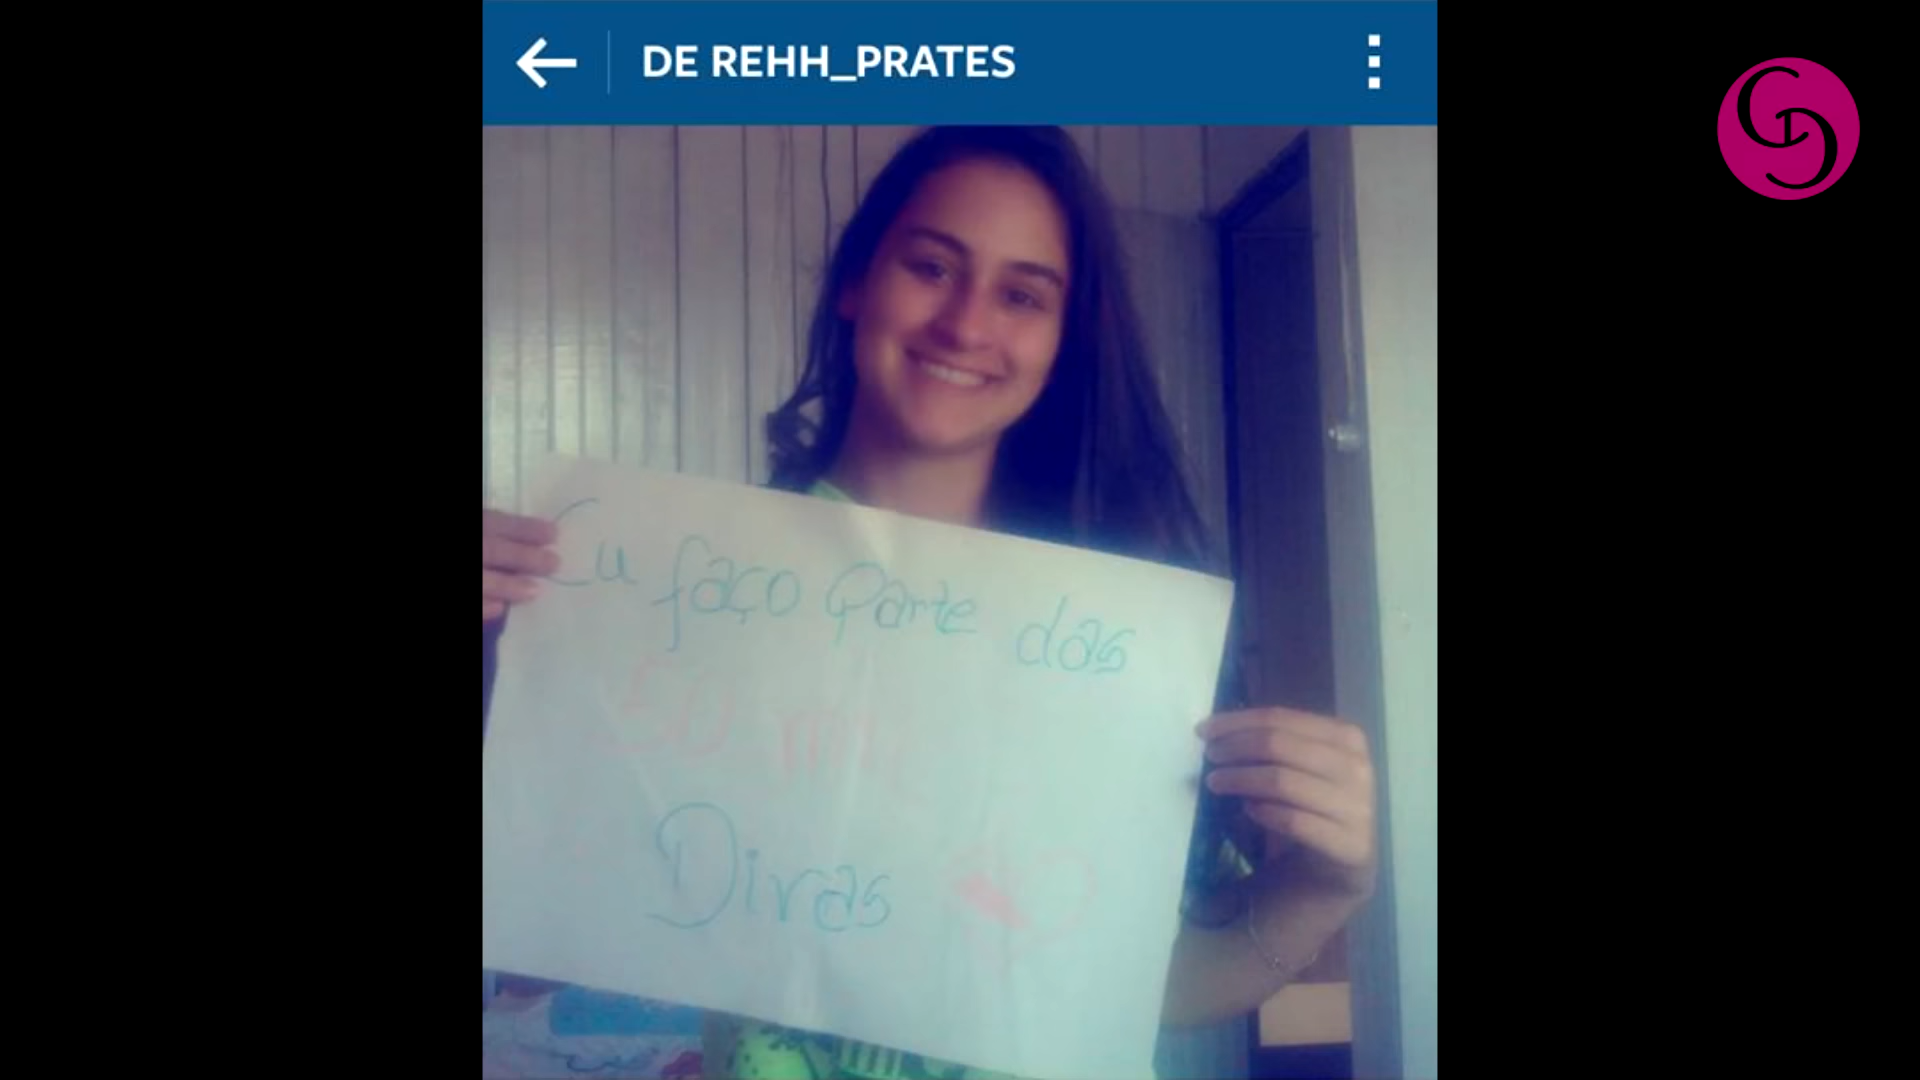 DE REHH_PRATES
Eu faço parte das
50 mil
Divas